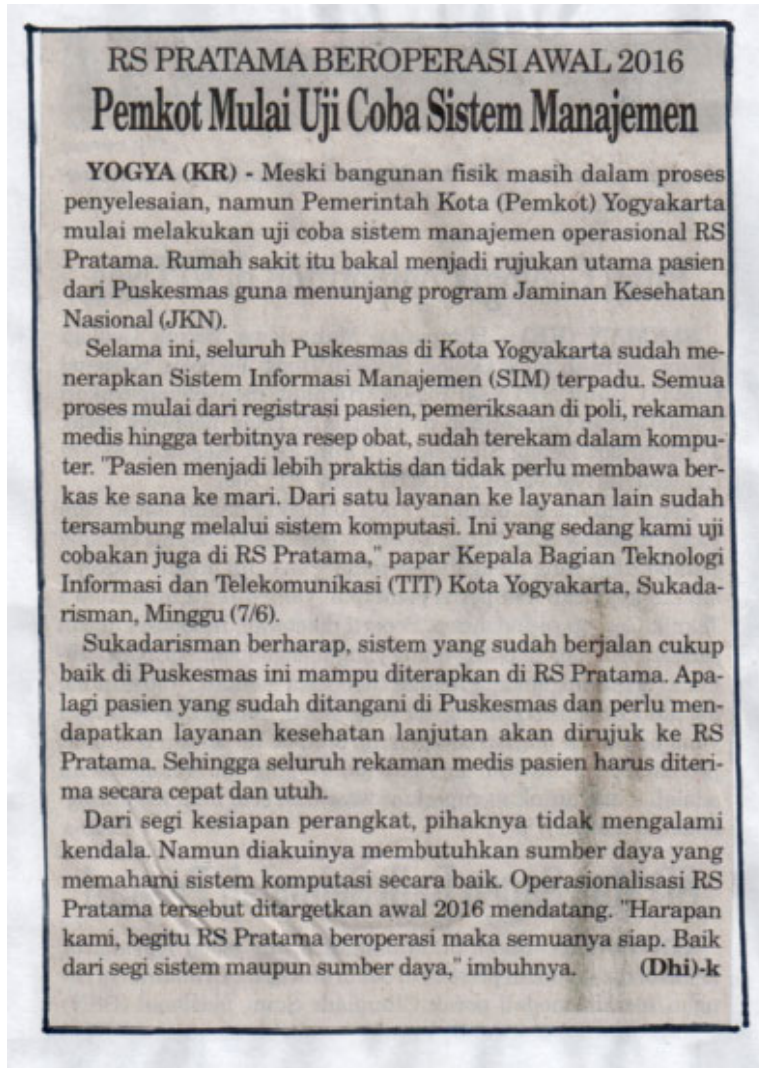 RS PRATAMA BEROPERASI AWAL 2016
Pemkot Mulai Uji Coba Sistem Manajemen
YOGYA (KR) - Meski bangunan fisik masih dalam proses
penyelesaian, namun Pemerintah Kota (Pemkot) Yogyakarta
mulai melakukan uji coba sistem manajemen operasional RS
Pratama. Rumah sakit itu bakal menjadi rujukan utama pasien
dari Puskesmas guna menunjang program Jaminan Kesehatan
Nasional (JKN).
Selama ini, seluruh Puskesmas di Kota Yogyakarta sudah me-
nerapkan Sistem Informasi Manajemen (SIM) terpadu. Semua
proses mulai dari registrasi pasien, pemeriksaan di poli, rekaman
medis hingga terbitnya resep obat, sudah terekam dalam kompu-
ter. "Pasien menjadi lebih praktis dan tidak perlu membawa ber-
kas ke sana ke mari. Dari satu layanan ke layanan lain sudah
tersambung melalui sistem komputasi. Ini yang sedang kami uji
cobakan juga di RS Pratama," papar Kepala Bagian Teknologi
Informasi dan Telekomunikasi (TIT) Kota Yogyakarta, Sukada-
risman, Minggu (7/6).
Sukadarisman berharap, sistem yang sudah berjalan cukup
baik di Puskesmas ini mampu diterapkan di RS Pratama. Apa-
lagi pasien yang sudah ditangani di Puskesmas dan perlu men-
dapatkan layanan kesehatan lanjutan akan dirujuk ke RS
Pratama. Sehingga seluruh rekaman medis pasien harus diteri-
ma secara cepat dan utuh.
Dari segi kesiapan perangkat, pihaknya tidak mengalami
kendala. Namun diakuinya membutuhkan sumber daya yang
memahami sistem komputasi secara baik. Operasionalisasi RS
Pratama tersebut ditargetkan awal 2016 mendatang. "Harapan
kami, begitu RS Pratama beroperasi maka semuanya siap. Baik
dari segi sistem maupun sumber daya," imbuhnya. (Dhi)-k